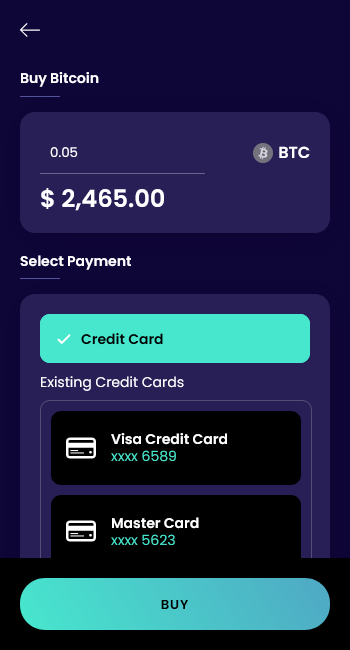 Buy Bitcoin
0.05
BTC
$ 2,465.00
Select Payment
Credit Card
Existing Credit Cards
Visa Credit Card
xxxx 6589
Master Card
xxxx 5623
BUY